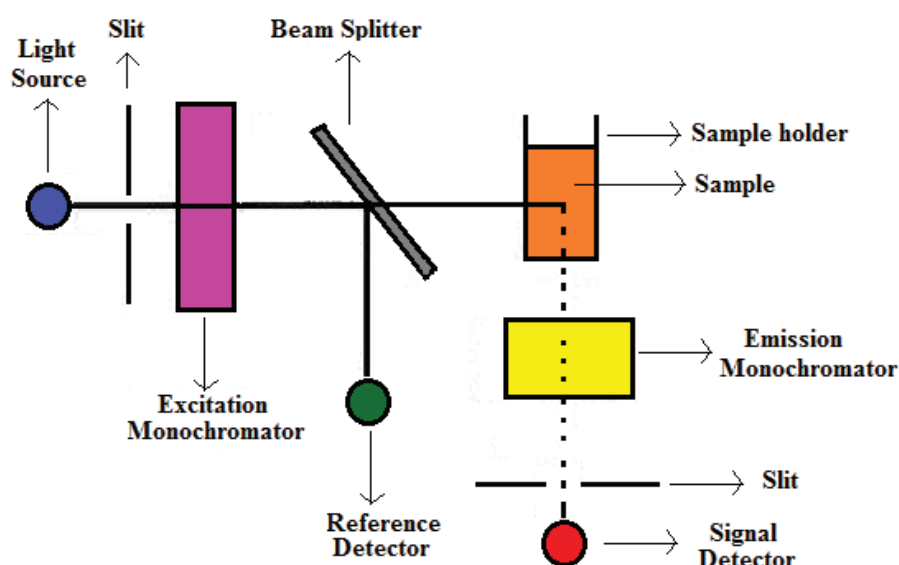 Slit
Beam Splitter
Light
Source
Sample holder
Sample
Emission
Monochromator
Excitation
Monochromator
Slit
Reference
Detector
Signal
Detector